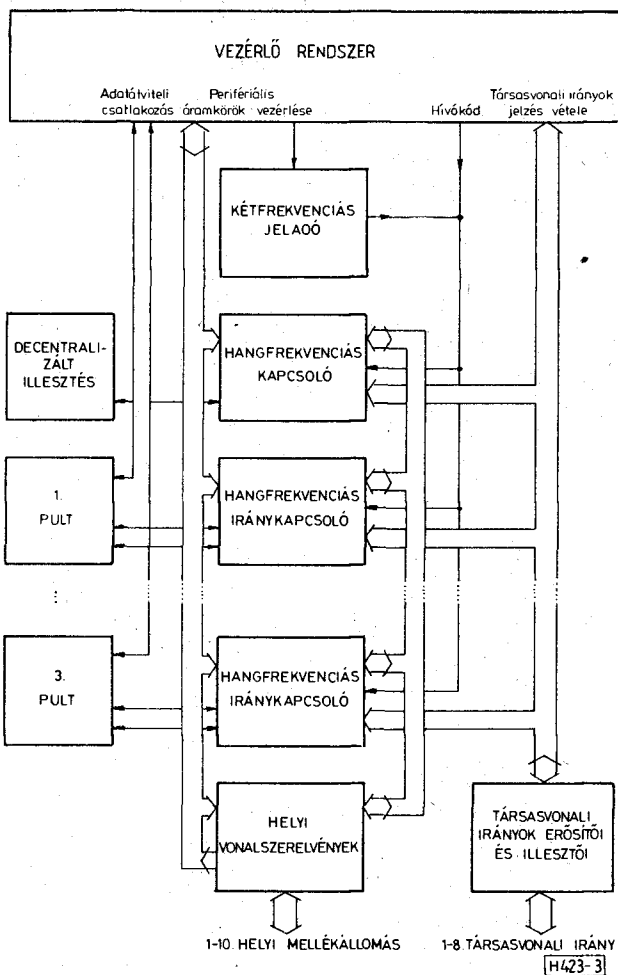 VEZÉRLŐ RENDSZER
Adatátviteli csatlakozás
Perifériális áramkörök vezérlése
Hívókód
Társasvonali irányok jelzés vétele
KÉTFREKVENCIÁS
JELAOÓ
DECENTRALI-
ZÁLT
ILLESZTÉS
HANGFREKVENCIÁS
KAPCSOLÓ
1.
PULT
HANGFREKVENCIÁS
IRÁNYKAPCSOLÓ
3.
PULT
HANGFREKVENCIÁS
IRÁNYKAPCSOLÓ
HELYI
VONALSZERELVÉNYEK
TÁRSASVONALI
IRÁNYOK ERŐSÍTŐI
ÉS ILLESZTŐI
1-10. HELYI MELLÉKÁLLOMÁS
1-8. TÁRSASVONALI IRÁNY
H423-3